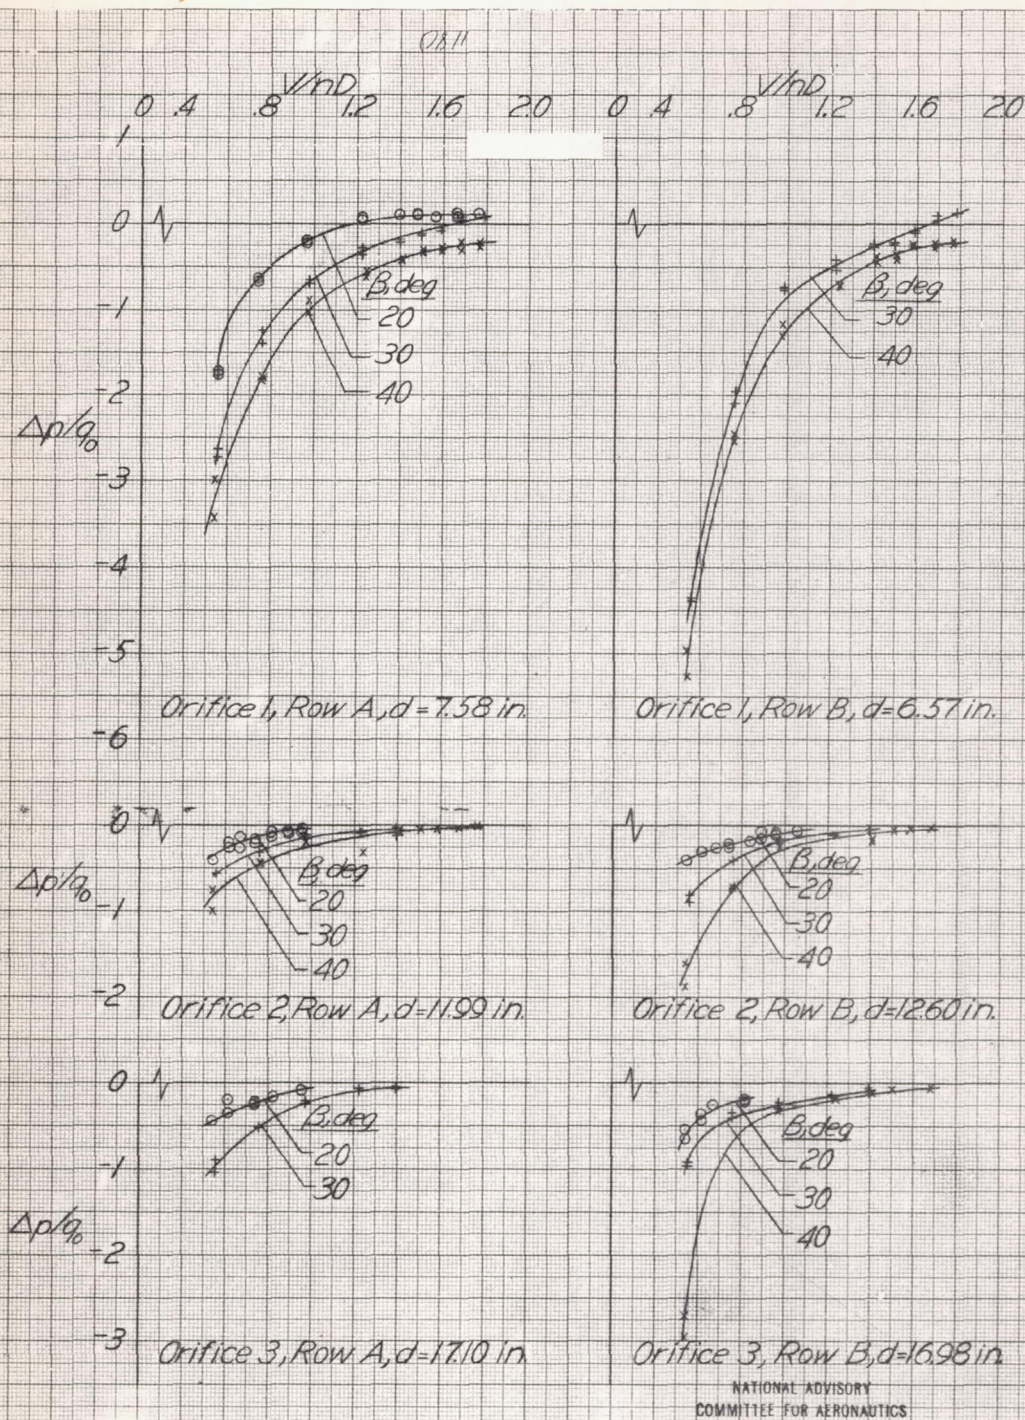 0811
V/nD V/nD
0 .4 .8 1.2 1.6 2.0 0 .4 .8 1.2 1.6 2.0
1
0
β, deg β, deg
-1
20 30
30 40
40
-2
Δp/q₀
-3
-4
-5
Orifice 1, Row A, d=7.58 in. Orifice 1, Row B, d=6.57 in.
-6
0
β, deg β, deg
Δp/q₀
20 20
-1
30 30
40 40
-2
Orifice 2, Row A, d=11.99 in. Orifice 2, Row B, d=12.60 in.
0
β, deg β, deg
20 20
-1
30 30
Δp/q₀
40
-2
-3
Orifice 3, Row A, d=17.10 in. Orifice 3, Row B, d=16.98 in.
NATIONAL ADVISORY
COMMITTEE FOR AERONAUTICS